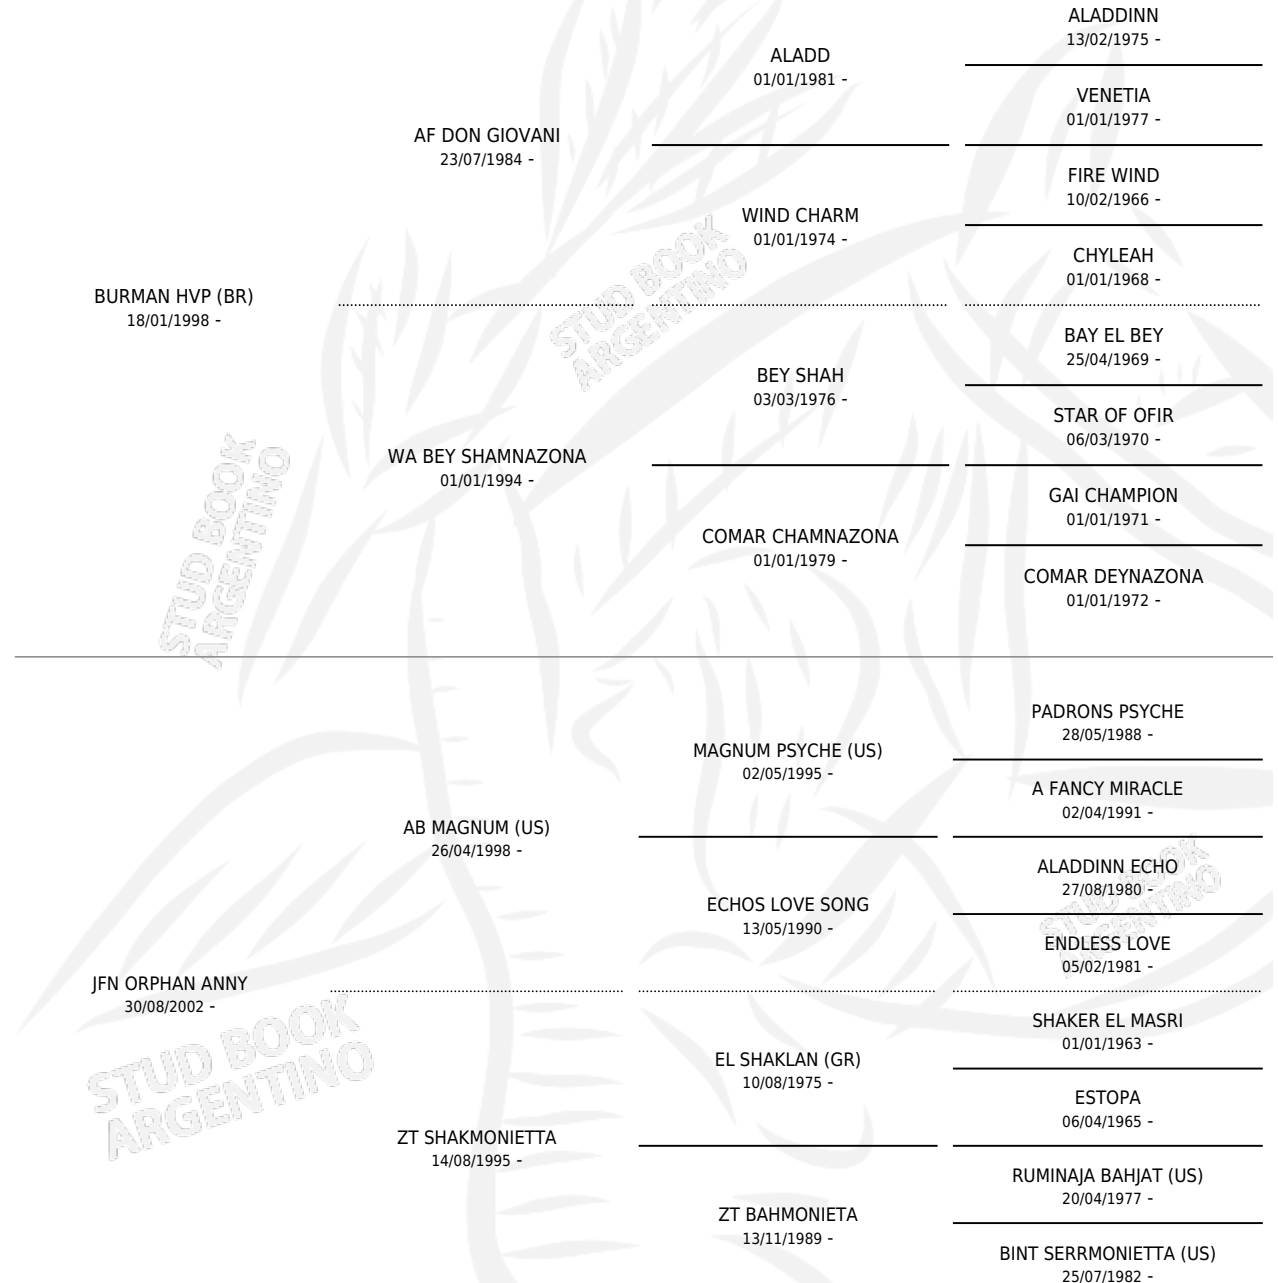 ALADDINN
13/02/1975 -
ALADD
01/01/1981 -
VENETIA
01/01/1977 -
AF DON GIOVANI
23/07/1984 -
FIRE WIND
10/02/1966 -
WIND CHARM
01/01/1974 -
CHYLEAH
01/01/1968 -
BURMAN HVP (BR)
18/01/1998 -
BAY EL BEY
25/04/1969 -
BEY SHAH
03/03/1976 -
STAR OF OFIR
06/03/1970 -
WA BEY SHAMNAZONA
01/01/1994 -
GAI CHAMPION
01/01/1971 -
COMAR CHAMNAZONA
01/01/1979 -
COMAR DEYNAZONA
01/01/1972 -
STUD BOOK
ARGENTINO
STUD BOOK
ARGENTINO
PADRONS PSYCHE
28/05/1988 -
MAGNUM PSYCHE (US)
02/05/1995 -
A FANCY MIRACLE
02/04/1991 -
AB MAGNUM (US)
26/04/1998 -
ALADDINN ECHO
27/08/1980 -
ECHOS LOVE SONG
13/05/1990 -
ENDLESS LOVE
05/02/1981 -
JFN ORPHAN ANNY
30/08/2002 -
SHAKER EL MASRI
01/01/1963 -
EL SHAKLAN (GR)
10/08/1975 -
ESTOPA
06/04/1965 -
ZT SHAKMONIETTA
14/08/1995 -
RUMINAJA BAHJAT (US)
20/04/1977 -
ZT BAHMONIETA
13/11/1989 -
BINT SERRMONIETTA (US)
25/07/1982 -
STUD BOOK
ARGENTINO
STUD BOOK
ARGENTINO